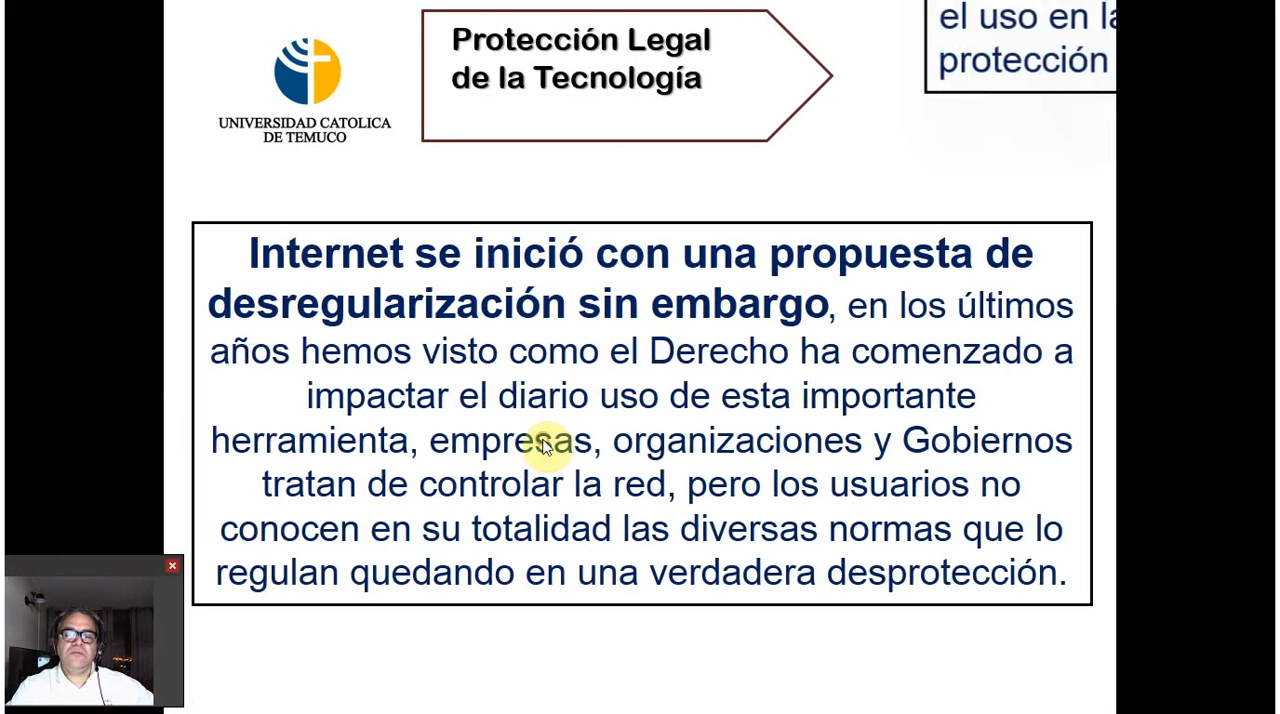 Protección Legal
de la Tecnología
UNIVERSIDAD CATOLICA
DE TEMUCO
el uso en la
protección
Internet se inició con una propuesta de
desregularización sin embargo, en los últimos
años hemos visto como el Derecho ha comenzado a
impactar el diario uso de esta importante
herramienta, empresas, organizaciones y Gobiernos
tratan de controlar la red, pero los usuarios no
conocen en su totalidad las diversas normas que lo
regulan quedando en una verdadera desprotección.